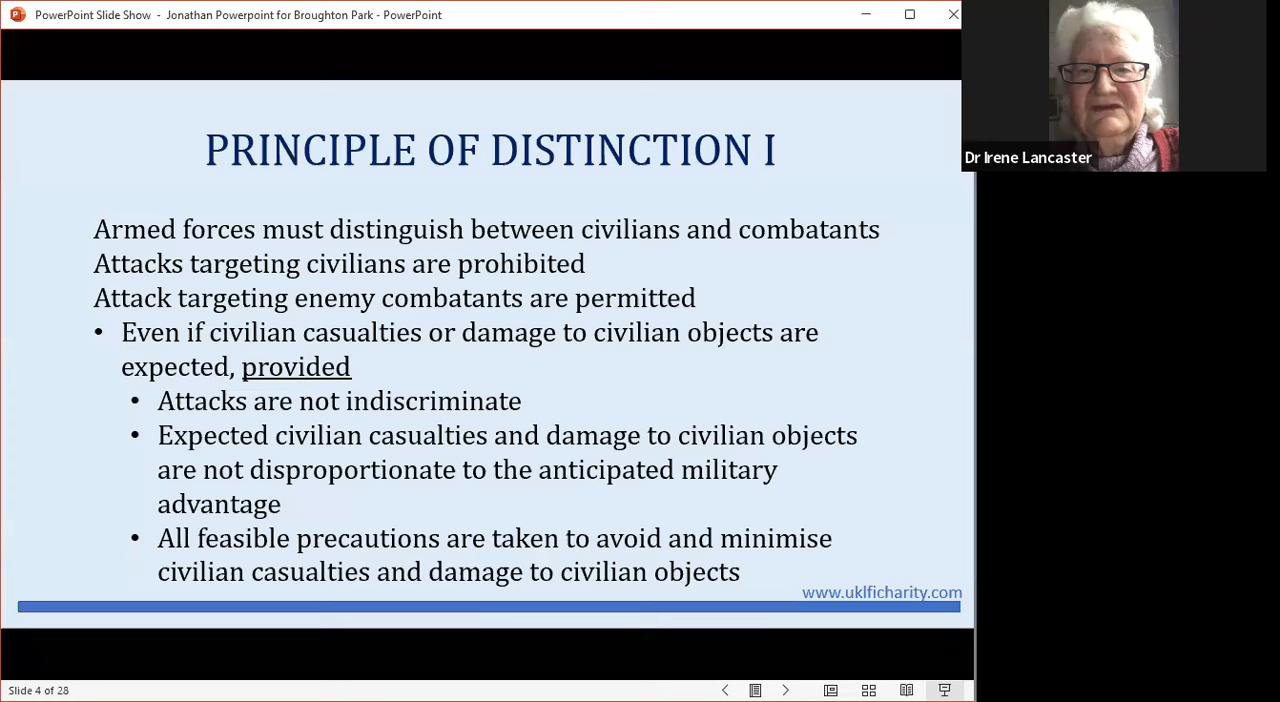 PowerPoint Slide Show - Jonathan Powerpoint for Broughton Park - PowerPoint
Dr Irene Lancaster
PRINCIPLE OF DISTINCTION I
Armed forces must distinguish between civilians and combatants
Attacks targeting civilians are prohibited
Attack targeting enemy combatants are permitted
• Even if civilian casualties or damage to civilian objects are
expected, provided
• Attacks are not indiscriminate
• Expected civilian casualties and damage to civilian objects
are not disproportionate to the anticipated military
advantage
• All feasible precautions are taken to avoid and minimise
civilian casualties and damage to civilian objects
www.uklficharity.com
Slide 4 of 28